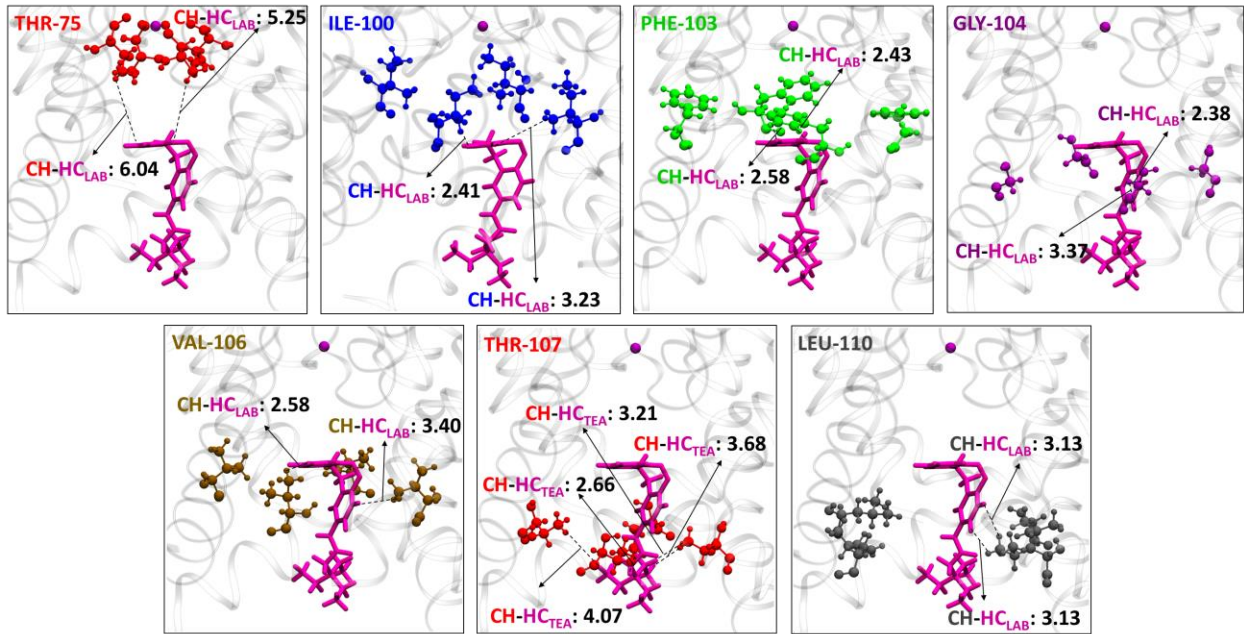 THR-75
CH-HCLAB: 5.25
CH-HCLAB: 6.04
ILE-100
CH-HCLAB: 2.41
CH-HCLAB: 3.23
PHE-103
CH-HCLAB: 2.43
CH-HCLAB: 2.58
GLY-104
CH-HCLAB: 2.38
CH-HCLAB: 3.37
VAL-106
CH-HCLAB: 2.58
CH-HCLAB: 3.40
THR-107
CH-HCTEA: 3.21
CH-HCTEA: 3.68
CH-HCTEA: 2.66
CH-HCTEA: 4.07
LEU-110
CH-HCLAB: 3.13
CH-HCLAB: 3.13